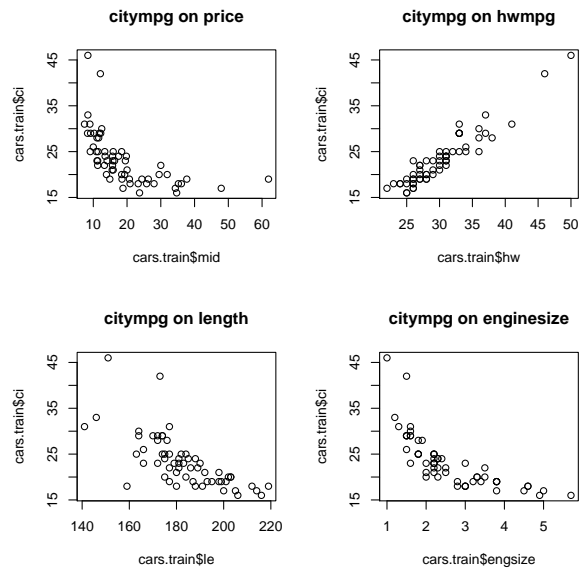 citympg on price
cars.train$ci
15 25 35 45
10 20 30 40 50 60
cars.train$mid
citympg on hwmpg
cars.train$ci
15 25 35 45
25 30 35 40 45 50
cars.train$hw
citympg on length
cars.train$ci
15 25 35 45
140 160 180 200 220
cars.train$le
citympg on enginesize
cars.train$ci
15 25 35 45
1 2 3 4 5
cars.train$engsize